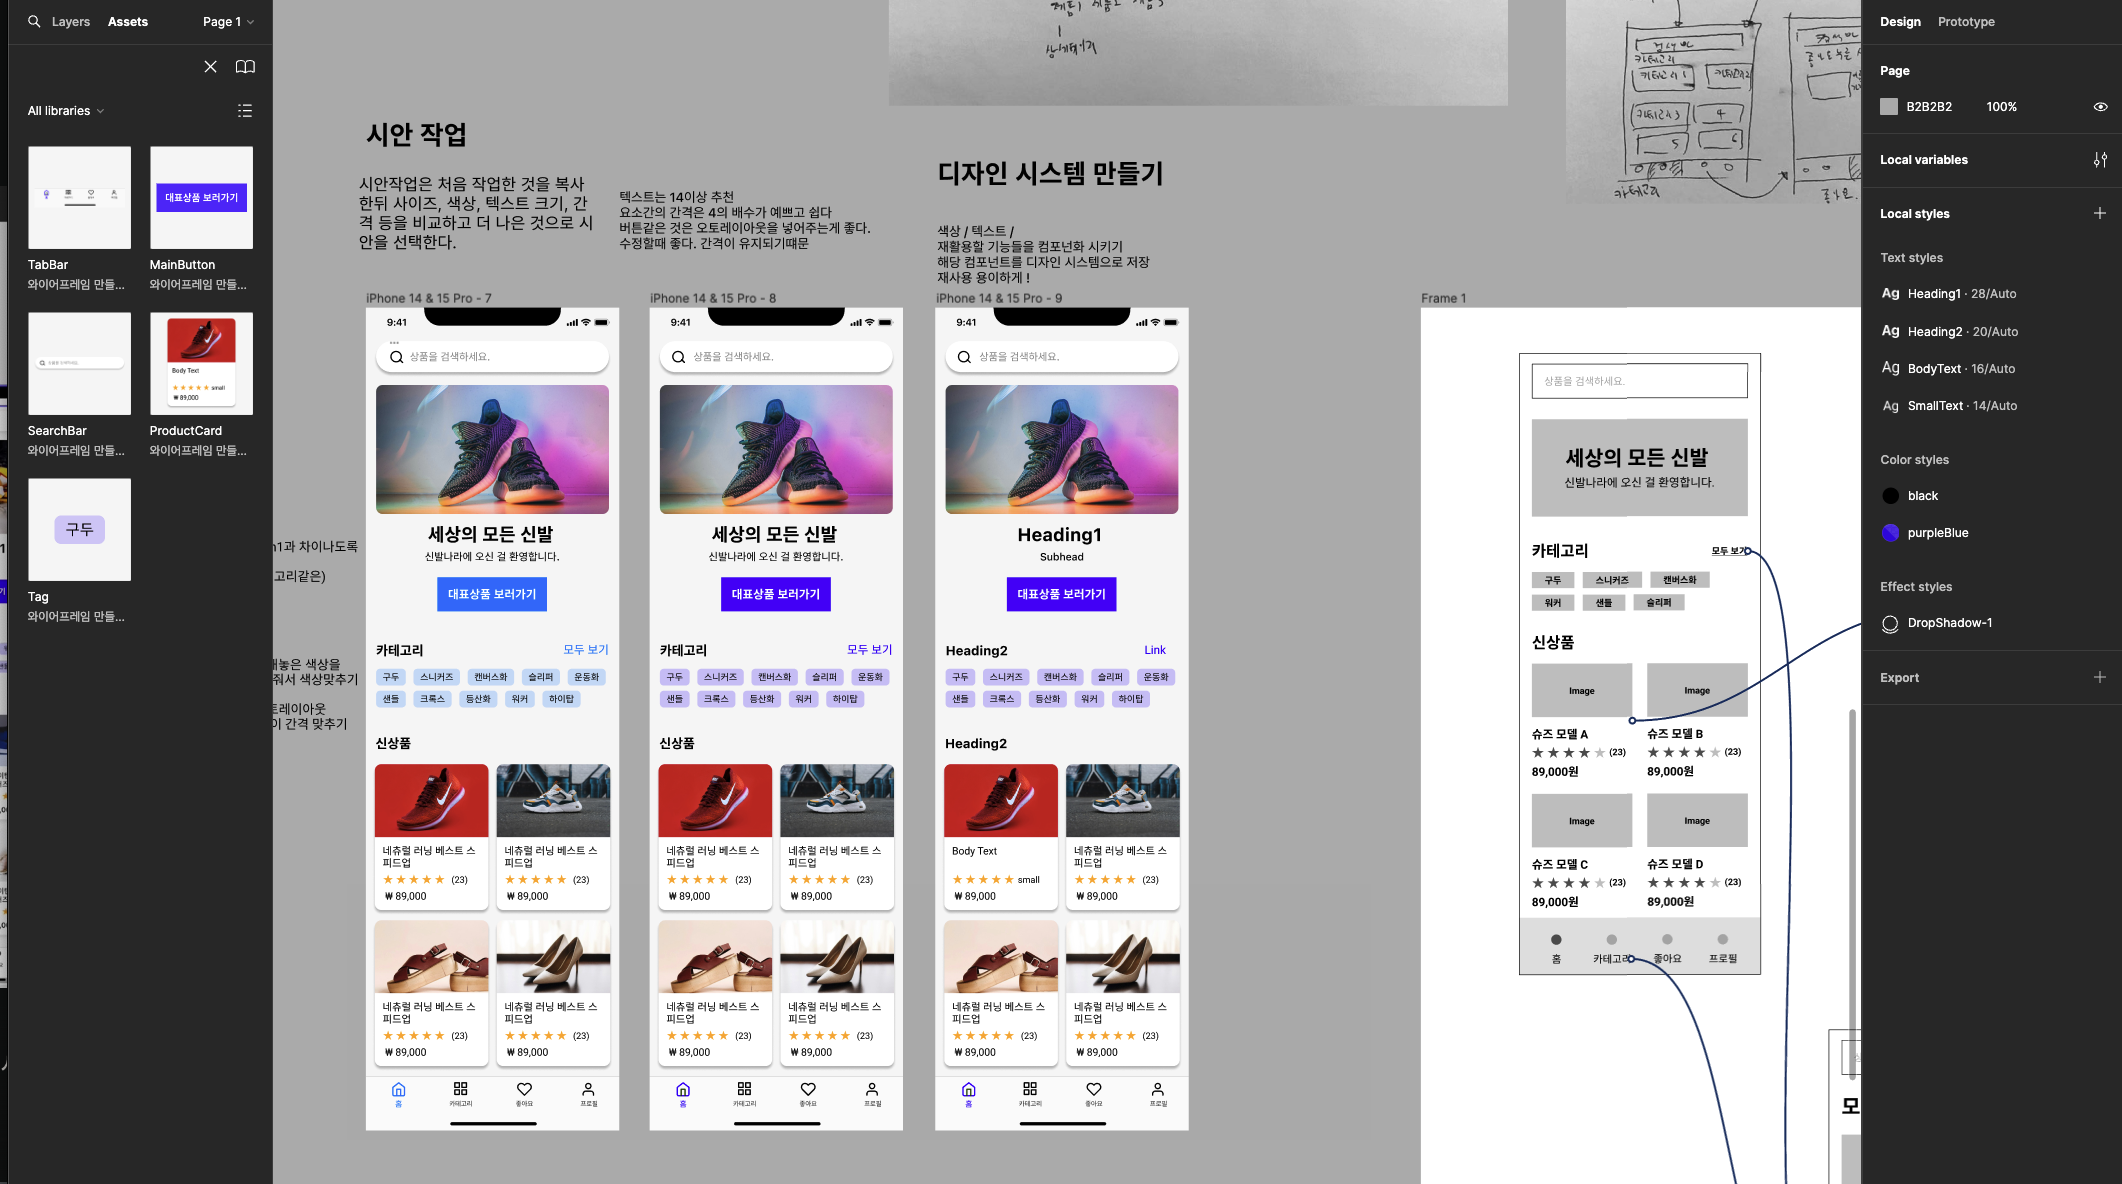 Layers
Assets
Page 1
All libraries
대표상품 보러가기
TabBar
와이어프레임 만들...
MainButton
와이어프레임 만들...
Body Text
small
₩ 89,000
SearchBar
와이어프레임 만들...
ProductCard
와이어프레임 만들...
구두
Tag
와이어프레임 만들...
상세페이지
시안 작업
시안작업은 처음 작업한 것을 복사
한뒤 사이즈, 색상, 텍스트 크기, 간
격 등을 비교하고 더 나은 것으로 시
안을 선택한다.
텍스트는 14이상 추천
요소간의 간격은 4의 배수가 예쁘고 쉽다
버튼같은 것은 오토레이아웃을 넣어주는게 좋다.
수정할때 좋다. 간격이 유지되기떄문
디자인 시스템 만들기
색상 / 텍스트 /
재활용할 기능들을 컴포넌화 시키기
해당 컴포넌트를 디자인 시스템으로 저장
재사용 용이하게 !
1과 차이나도록
고리같은)
놓은 색상을
줘서 색상맞추기
토레이아웃
이 간격 맞추기
iPhone 14 & 15 Pro - 7
9:41
상품을 검색하세요.
세상의 모든 신발
신발나라에 오신 걸 환영합니다.
대표상품 보러가기
카테고리
모두 보기
구두
스니커즈
캔버스화
슬리퍼
운동화
샌들
크록스
등산화
워커
하이탑
신상품
네츄럴 러닝 베스트 스
피드업
(23)
₩ 89,000
네츄럴 러닝 베스트 스
피드업
(23)
₩ 89,000
네츄럴 러닝 베스트 스
피드업
(23)
₩ 89,000
네츄럴 러닝 베스트 스
피드업
(23)
₩ 89,000
홈
카테고리
좋아요
프로필
iPhone 14 & 15 Pro - 8
9:41
상품을 검색하세요.
세상의 모든 신발
신발나라에 오신 걸 환영합니다.
대표상품 보러가기
카테고리
모두 보기
구두
스니커즈
캔버스화
슬리퍼
운동화
샌들
크록스
등산화
워커
하이탑
신상품
네츄럴 러닝 베스트 스
피드업
(23)
₩ 89,000
네츄럴 러닝 베스트 스
피드업
(23)
₩ 89,000
네츄럴 러닝 베스트 스
피드업
(23)
₩ 89,000
네츄럴 러닝 베스트 스
피드업
(23)
₩ 89,000
홈
카테고리
좋아요
프로필
iPhone 14 & 15 Pro - 9
9:41
상품을 검색하세요.
Heading1
Subhead
대표상품 보러가기
Heading2
Link
구두
스니커즈
캔버스화
슬리퍼
운동화
샌들
크록스
등산화
워커
하이탑
Heading2
Body Text
small
₩ 89,000
네츄럴 러닝 베스트 스
피드업
(23)
₩ 89,000
네츄럴 러닝 베스트 스
피드업
(23)
₩ 89,000
네츄럴 러닝 베스트 스
피드업
(23)
₩ 89,000
홈
카테고리
좋아요
프로필
카테고리
카테고리1
4
5
6
카테고리
Frame 1
상품을 검색하세요.
세상의 모든 신발
신발나라에 오신 걸 환영합니다.
카테고리
모두 보기
구두
스니커즈
캔버스화
워커
샌들
슬리퍼
신상품
Image
Image
슈즈 모델 A
(23)
89,000원
슈즈 모델 B
(23)
89,000원
Image
Image
슈즈 모델 C
(23)
89,000원
슈즈 모델 D
(23)
89,000원
홈
카테고리
좋아요
프로필
모
Design
Prototype
Page
B2B2B2
100%
Local variables
Local styles
Text styles
Ag Heading1 · 28/Auto
Ag Heading2 · 20/Auto
Ag BodyText · 16/Auto
Ag SmallText · 14/Auto
Color styles
black
purpleBlue
Effect styles
DropShadow-1
Export